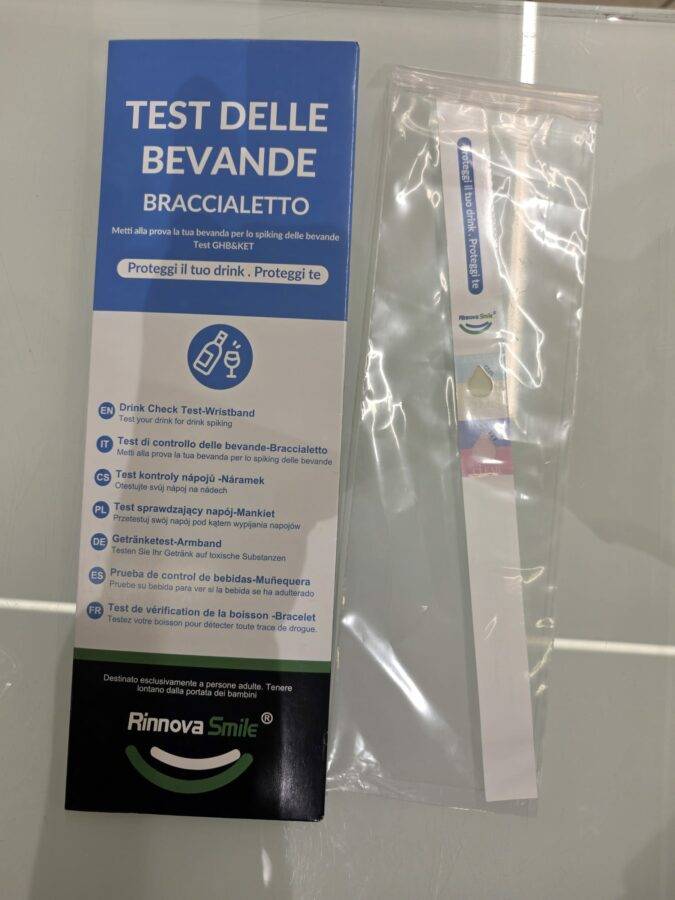 TEST DELLE
BEVANDE
BRACCIALETTO
Metti alla prova la tua bevanda per lo spiking delle bevande
Test GHB&KET
Proteggi il tuo drink . Proteggi te
EN Drink Check Test-Wristband
Test your drink for drink spiking
IT Test di controllo delle bevande-Braccialetto
Metti alla prova la tua bevanda per lo spiking delle bevande
CS Test kontroly nápojů -Náramek
Otestujte svůj nápoj na nádech
PL Test sprawdzający napój-Mankiet
Przetestuj swój napój pod kątem wypijania napojów
DE Getränketest-Armband
Testen Sie Ihr Getränk auf toxische Substanzen
ES Prueba de control de bebidas-Muñequera
Pruebe su bebida para ver si la bebida se ha adulterado
FR Test de vérification de la boisson -Bracelet
Testez votre boisson pour détecter toute trace de drogue.
Destinato esclusivamente a persone adulte. Tenere
lontano dalla portata dei bambini
Rinnova Smile®
Proteggi il tuo drink . Proteggi te
Rinnova Smile®